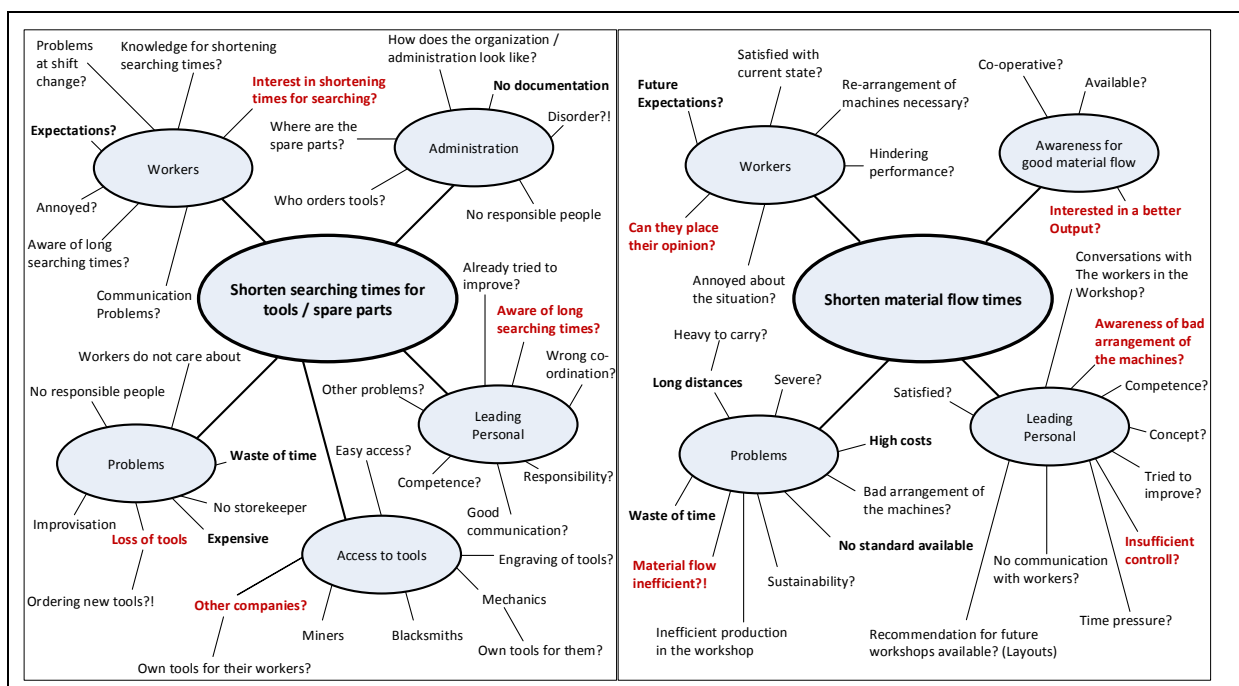 Problems
at shift
change?
Knowledge for shortening
searching times?
Interest in shortening
times for searching?
Expectations?
Workers
Annoyed?
Aware of long
searching times?
Communication
Problems?
How does the organization /
administration look like?
No documentation
Disorder?!
Where are the
spare parts?
Administration
Who orders tools?
No responsible people
Shorten searching times for
tools / spare parts
Already tried to
improve?
Aware of long
searching times?
Wrong co-
ordination?
Other problems?
Leading
Personal
Competence?
Responsibility?
Good
communication?
Workers do not care about
No responsible people
Problems
Waste of time
No storekeeper
Improvisation
Loss of tools
Expensive
Ordering new tools?!
Easy access?
Access to tools
Engraving of tools?
Other companies?
Mechanics
Miners
Blacksmiths
Own tools for them?
Own tools for their workers?
Satisfied with
current state?
Future
Expectations?
Re-arrangement of
machines necessary?
Workers
Hindering
performance?
Can they place
their opinion?
Annoyed about
the situation?
Co-operative?
Available?
Awareness for
good material flow
Interested in a better
Output?
Shorten material flow times
Conversations with
The workers in the
Workshop?
Awareness of bad
arrangement of
the machines?
Satisfied?
Competence?
Leading
Personal
Concept?
Tried to
improve?
Insufficient
controll?
No communication
with workers?
Time pressure?
Recommendation for future
workshops available? (Layouts)
Heavy to carry?
Long distances
Severe?
High costs
Problems
Bad arrangement of
the machines?
Waste of time
No standard available
Material flow
inefficient?!
Sustainability?
Inefficient production
in the workshop